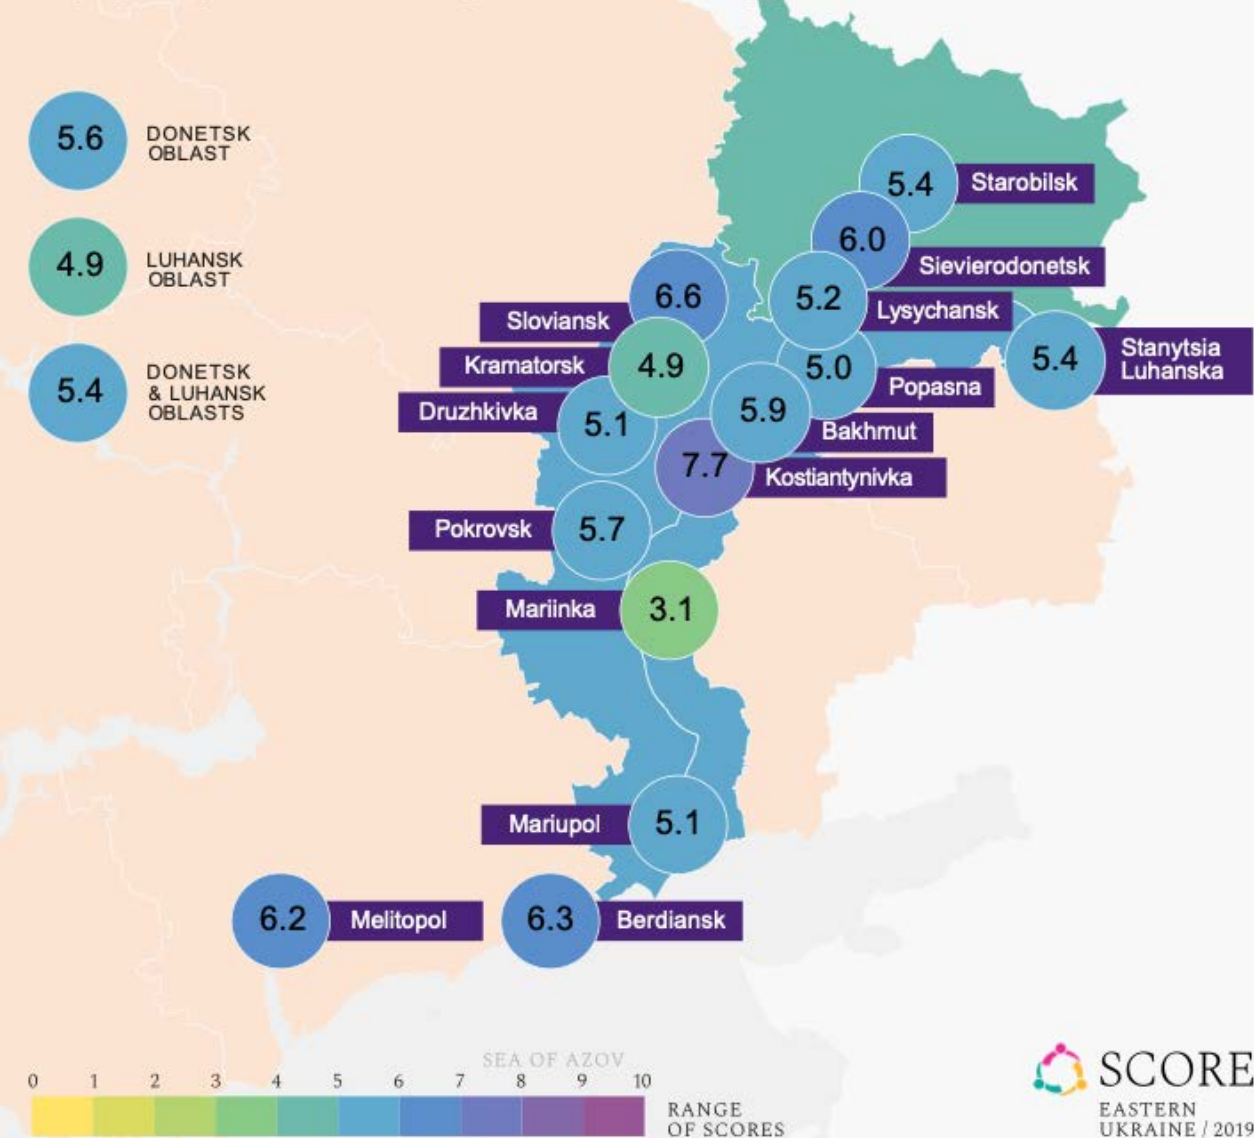 5.6
DONETSK
OBLAST
4.9
LUHANSK
OBLAST
5.4
DONETSK
& LUHANSK
OBLASTS
5.4
Starobilsk
6.0
Sievierodonetsk
6.6
Sloviansk
5.2
Lysychansk
5.4
Stanytsia
Luhanska
4.9
Kramatorsk
5.0
Popasna
5.1
Druzhkivka
5.9
Bakhmut
7.7
Kostiantynivka
Pokrovsk
5.7
Mariinka
3.1
Mariupol
5.1
6.2
Melitopol
6.3
Berdiansk
SEA OF AZOV
0 1 2 3 4 5 6 7 8 9 10
RANGE
OF SCORES
SCORE
EASTERN
UKRAINE / 2019